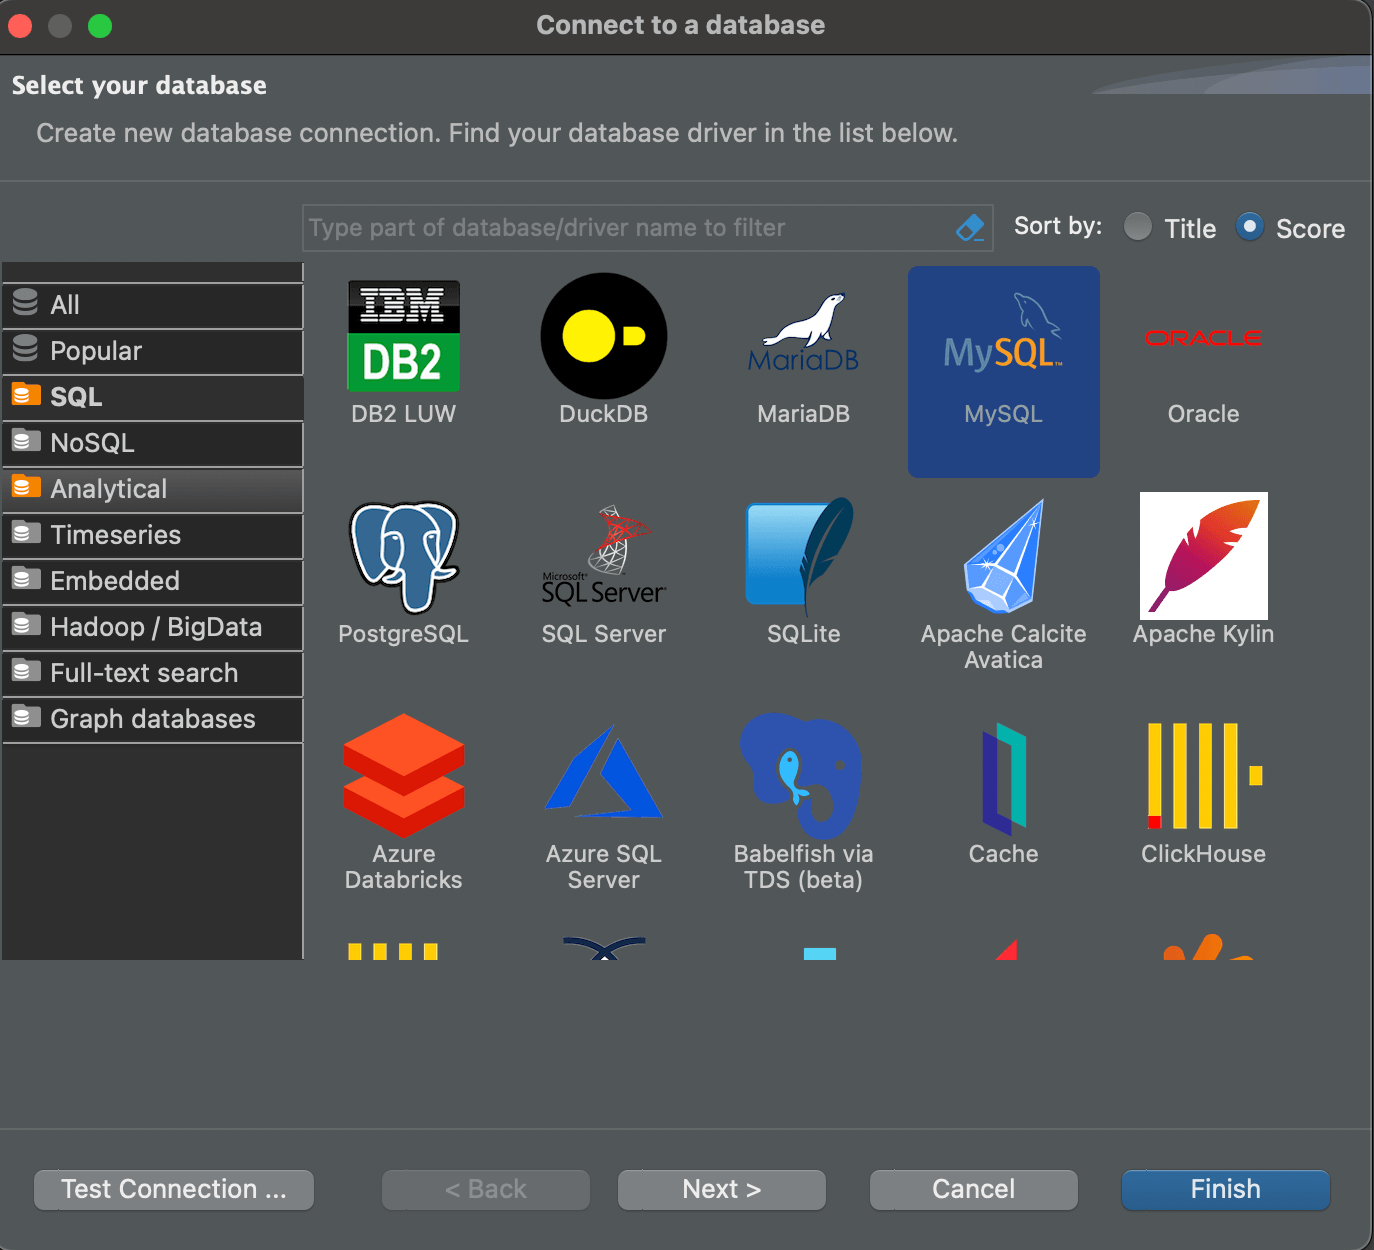 Connect to a database
Select your database
Create new database connection. Find your database driver in the list below.
Type part of database/driver name to filter
Sort by:
Title
Score
All
Popular
SQL
NoSQL
Analytical
Timeseries
Embedded
Hadoop / BigData
Full-text search
Graph databases
IBM
DB2
DB2 LUW
DuckDB
MariaDB
MariaDB
MySQL™
MySQL
ORACLE
Oracle
PostgreSQL
Microsoft®
SQL Server®
SQL Server
SQLite
Apache Calcite
Avatica
Apache Kylin
Azure
Databricks
Azure SQL
Server
Babelfish via
TDS (beta)
Cache
ClickHouse
Test Connection ...
< Back
Next >
Cancel
Finish